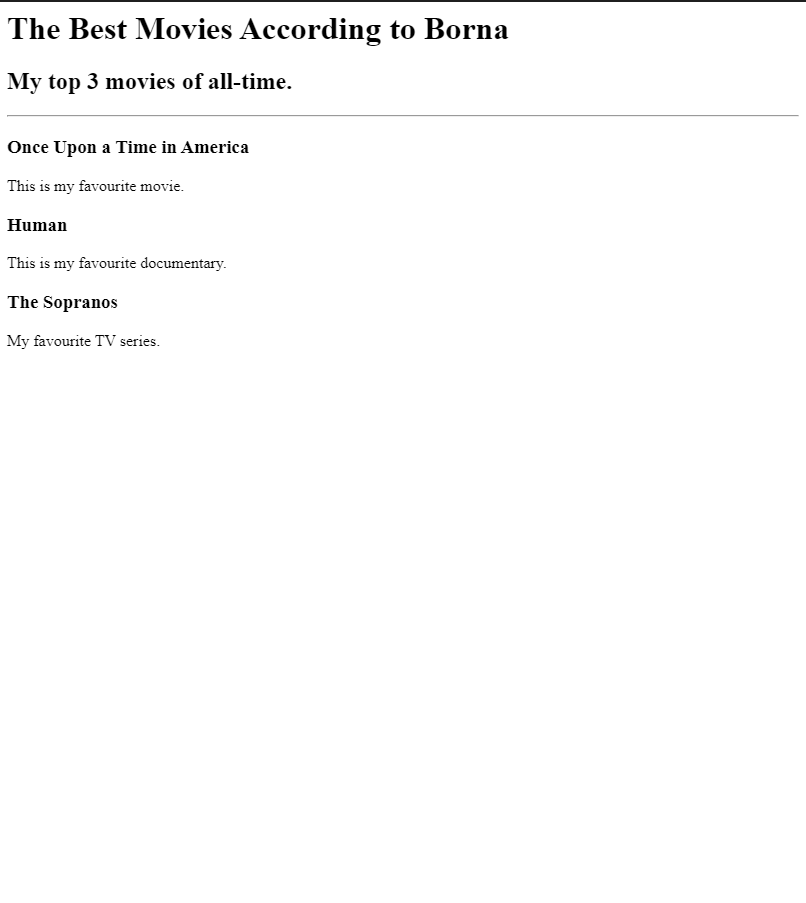 The Best Movies According to Borna
My top 3 movies of all-time.
Once Upon a Time in America
This is my favourite movie.
Human
This is my favourite documentary.
The Sopranos
My favourite TV series.